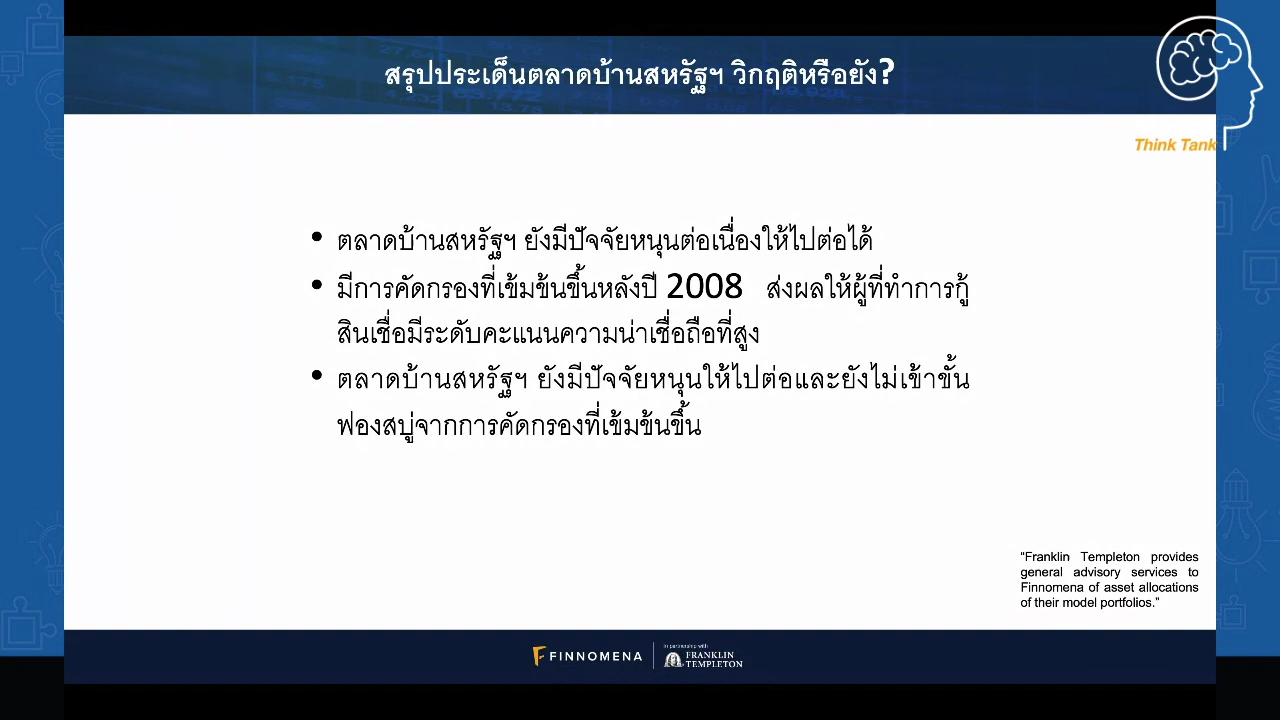 สรุปประเด็นตลาดบ้านสหรัฐฯ วิกฤติหรือยัง?
Think Tank
• ตลาดบ้านสหรัฐฯ ยังมีปัจจัยหนุนต่อเนื่องให้ไปต่อได้
• มีการคัดกรองที่เข้มข้นขึ้นหลังปี 2008 ส่งผลให้ผู้ที่ทำการกู้
สินเชื่อมีระดับคะแนนความน่าเชื่อถือที่สูง
• ตลาดบ้านสหรัฐฯ ยังมีปัจจัยหนุนให้ไปต่อและยังไม่เข้าขั้น
ฟองสบู่จากการคัดกรองที่เข้มข้นขึ้น
"Franklin Templeton provides
general advisory services to
Finnomena of asset allocations
of their model portfolios."
FINNOMENA
In partnership with
FRANKLIN
TEMPLETON